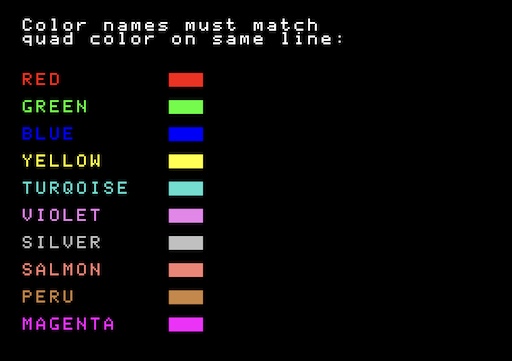 Color names must match
quad color on same line:
RED
GREEN
BLUE
YELLOW
TURQOISE
VIOLET
SILVER
SALMON
PERU
MAGENTA